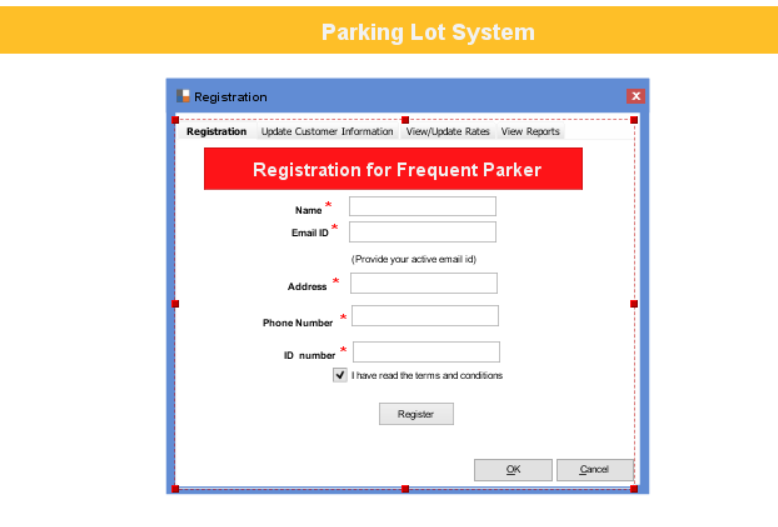 Parking Lot System
Registration
Registration Update Customer Information View/Update Rates View Reports
Registration for Frequent Parker
Name *
Email ID *
(Provide your active email id)
Address *
Phone Number *
ID number *
I have read the terms and conditions
Register
OK Cancel